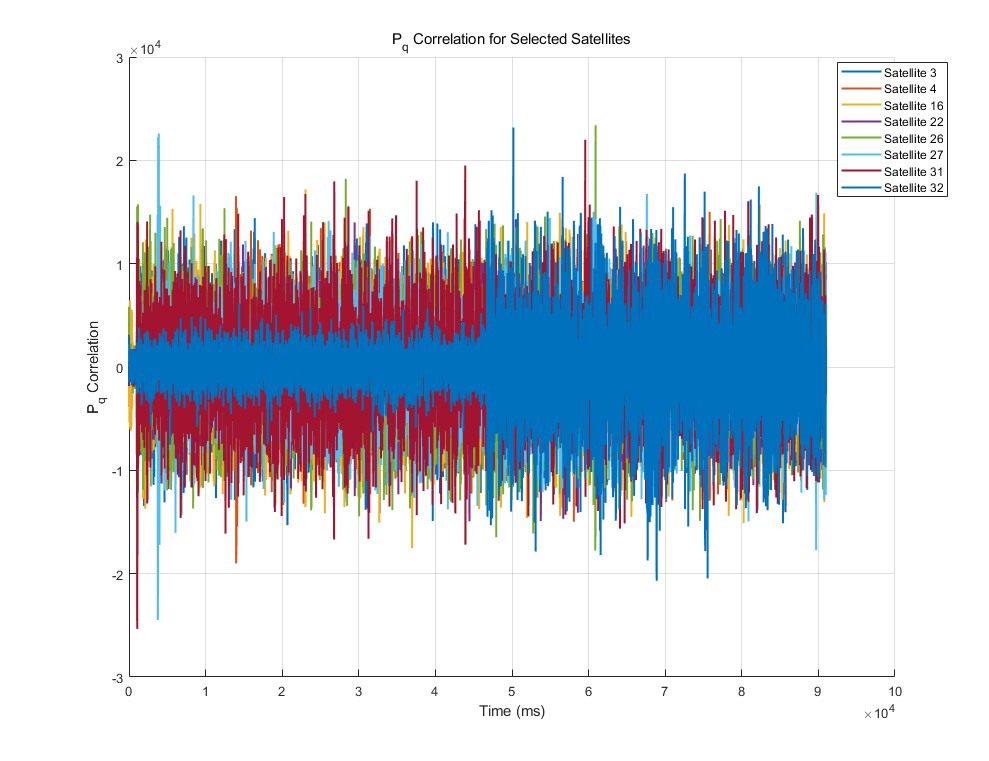 P_q Correlation for Selected Satellites
×10^4
3
2
1
0
-1
-2
-3
P_q Correlation
0 1 2 3 4 5 6 7 8 9 10
Time (ms)
×10^4
Satellite 3
Satellite 4
Satellite 16
Satellite 22
Satellite 26
Satellite 27
Satellite 31
Satellite 32